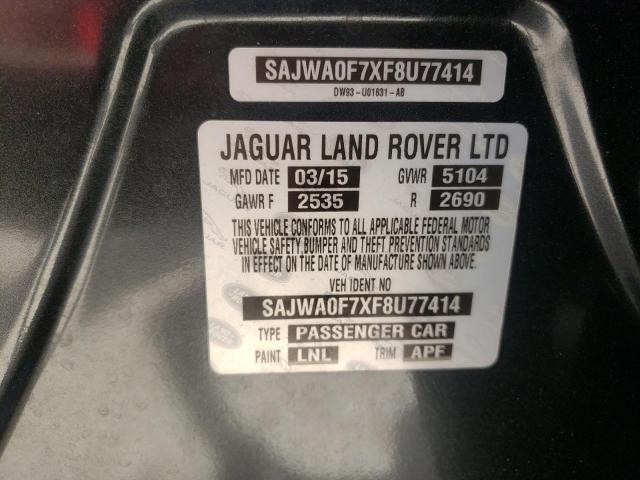 SAJWA0F7XF8U77414
DW93-U01631-AB
JAGUAR LAND ROVER LTD
MFD DATE 03/15 GVWR 5104
GAWR F 2535 R 2690
THIS VEHICLE CONFORMS TO ALL APPLICABLE FEDERAL MOTOR
VEHICLE SAFETY,BUMPER AND THEFT PREVENTION STANDARDS
IN EFFECT ON THE DATE OF MANUFACTURE SHOWN ABOVE.
VEH IDENT NO
SAJWA0F7XF8U77414
TYPE PASSENGER CAR
PAINT LNL TRIM APF